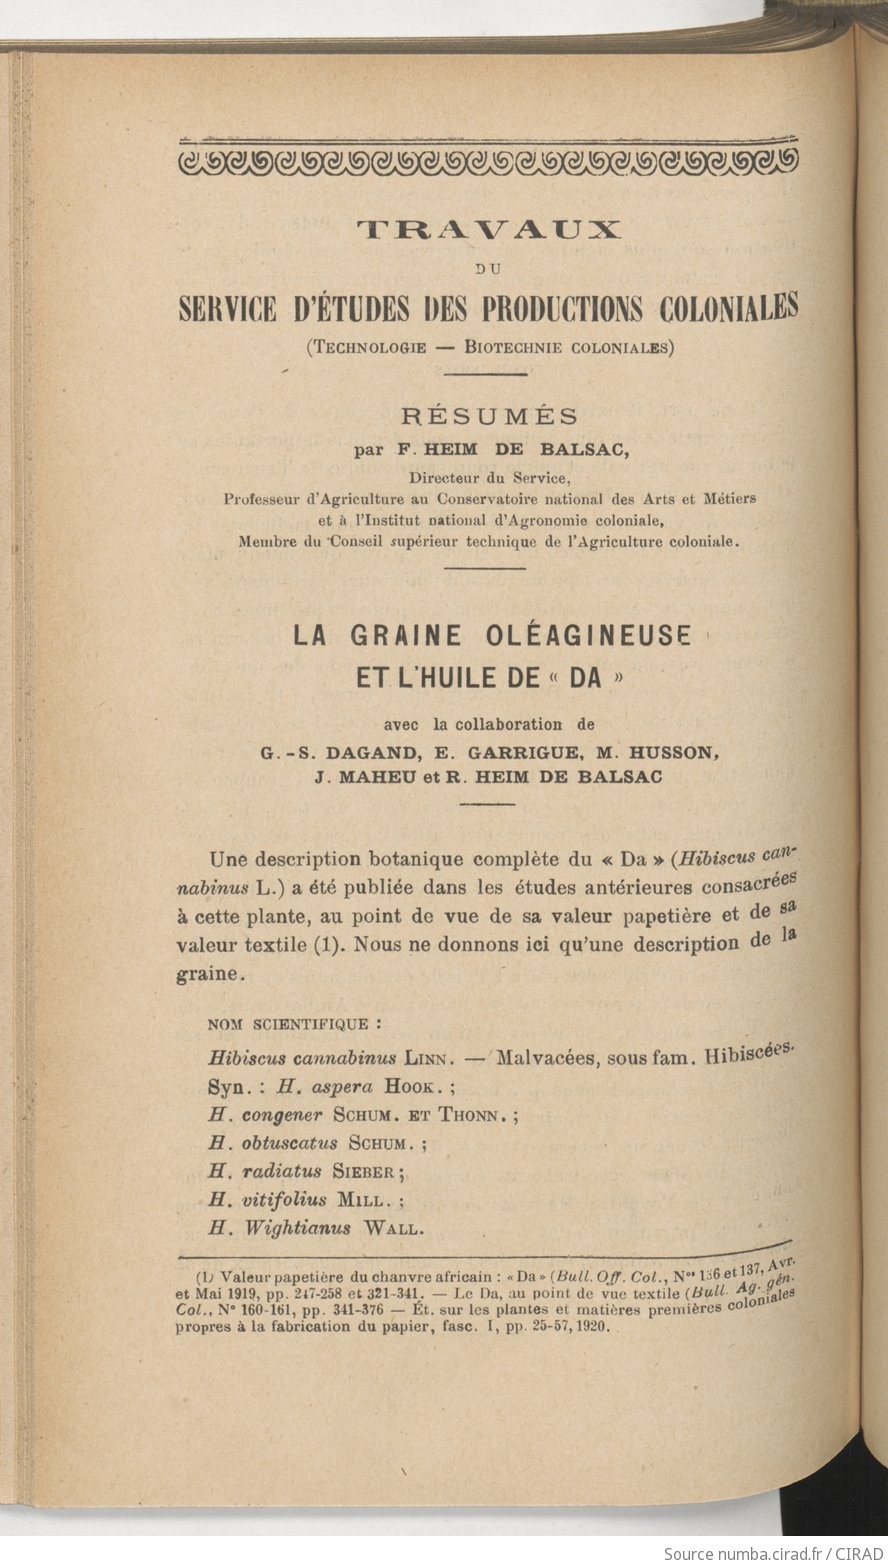 TRAVAUX
DU
SERVICE D'ÉTUDES DES PRODUCTIONS COLONIALES
(TECHNOLOGIE — BIOTECHNIE COLONIALES)
RÉSUMÉS
par F. HEIM DE BALSAC,
Directeur du Service,
Professeur d'Agriculture au Conservatoire national des Arts et Métiers
et à l'Institut national d'Agronomie coloniale,
Membre du Conseil supérieur technique de l'Agriculture coloniale.
LA GRAINE OLÉAGINEUSE
ET L'HUILE DE « DA »
avec la collaboration de
G.-S. DAGAND, E. GARRIGUE, M. HUSSON,
J. MAHEU et R. HEIM DE BALSAC
Une description botanique complète du « Da » (Hibiscus can-
nabinus L.) a été publiée dans les études antérieures consacrées
à cette plante, au point de vue de sa valeur papetière et de sa
valeur textile (1). Nous ne donnons ici qu'une description de la
graine.
NOM SCIENTIFIQUE :
Hibiscus cannabinus LINN. — Malvacées, sous fam. Hibiscées.
Syn. : H. aspera HOOK. ;
H. congener SCHUM. ET THONN. ;
H. obtuscatus SCHUM. ;
H. radiatus SIEBER ;
H. vitifolius MILL. ;
H. Wightianus WALL.
(1) Valeur papetière du chanvre africain : « Da » (Bull. Off. Col., Nos 136 et 137, Avr.
et Mai 1919, pp. 247-258 et 321-341. — Le Da, au point de vue textile (Bull. Ag. gén.
Col., N° 160-161, pp. 341-376 — Ét. sur les plantes et matières premières coloniales
propres à la fabrication du papier, fasc. I, pp. 25-57, 1920.
Source numba.cirad.fr / CIRAD